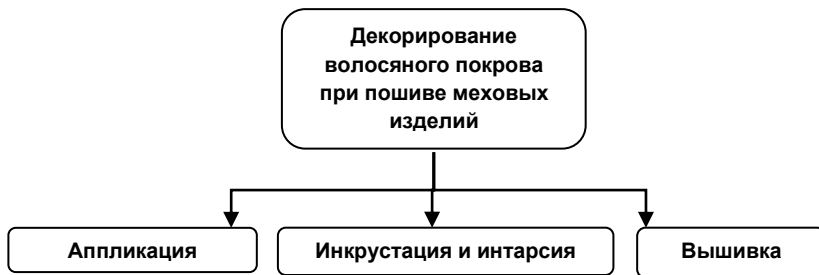 Декорирование
волосяного покрова
при пошиве меховых
изделий
Аппликация
Инкрустация и интарсия
Вышивка